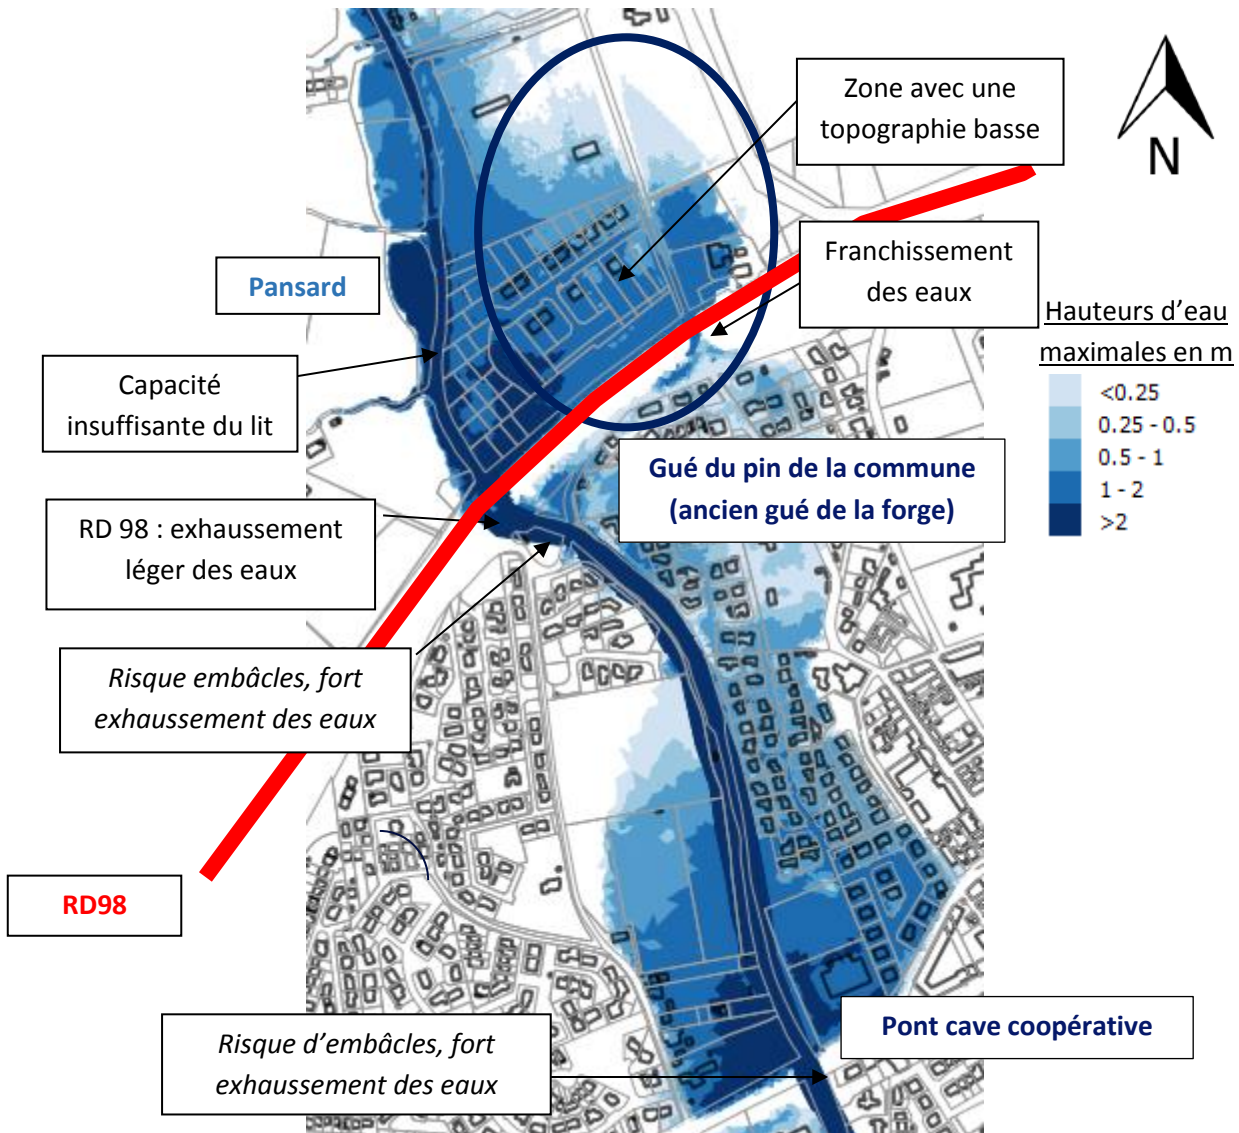 Zone avec une
topographie basse
N
Franchissement
des eaux
Pansard
Hauteurs d'eau
maximales en m
<0.25
0.25 - 0.5
0.5 - 1
1 - 2
>2
Capacité
insuffisante du lit
Gué du pin de la commune
(ancien gué de la forge)
RD 98 : exhaussement
léger des eaux
Risque embâcles, fort
exhaussement des eaux
RD98
Pont cave coopérative
Risque d'embâcles, fort
exhaussement des eaux